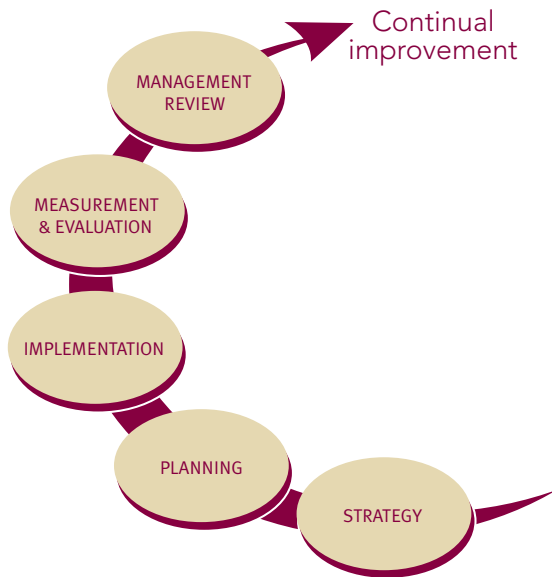 Continual
improvement
MANAGEMENT
REVIEW
MEASUREMENT
& EVALUATION
IMPLEMENTATION
PLANNING
STRATEGY